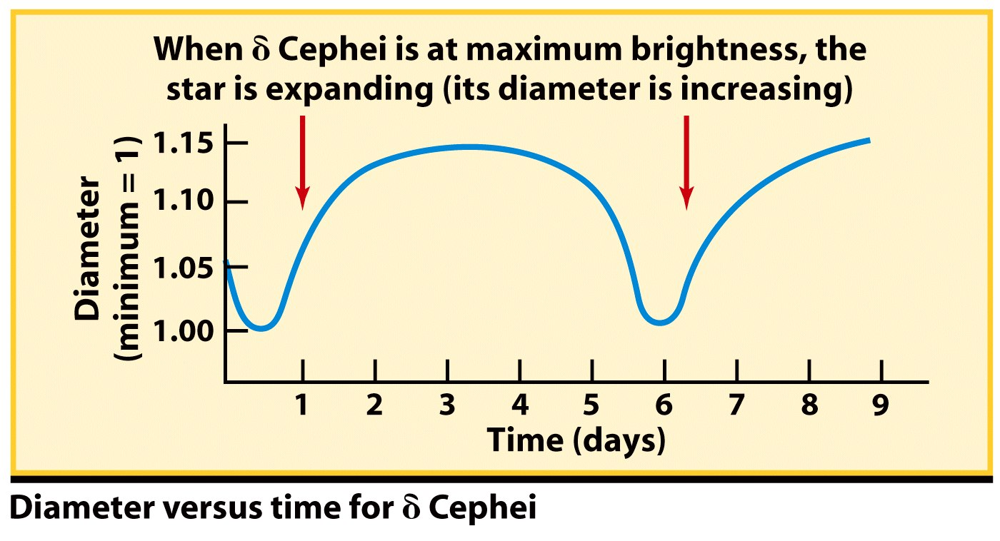 When δ Cephei is at maximum brightness, the
star is expanding (its diameter is increasing)
Diameter
(minimum = 1)
1.15
1.10
1.05
1.00
1 2 3 4 5 6 7 8 9
Time (days)
Diameter versus time for δ Cephei